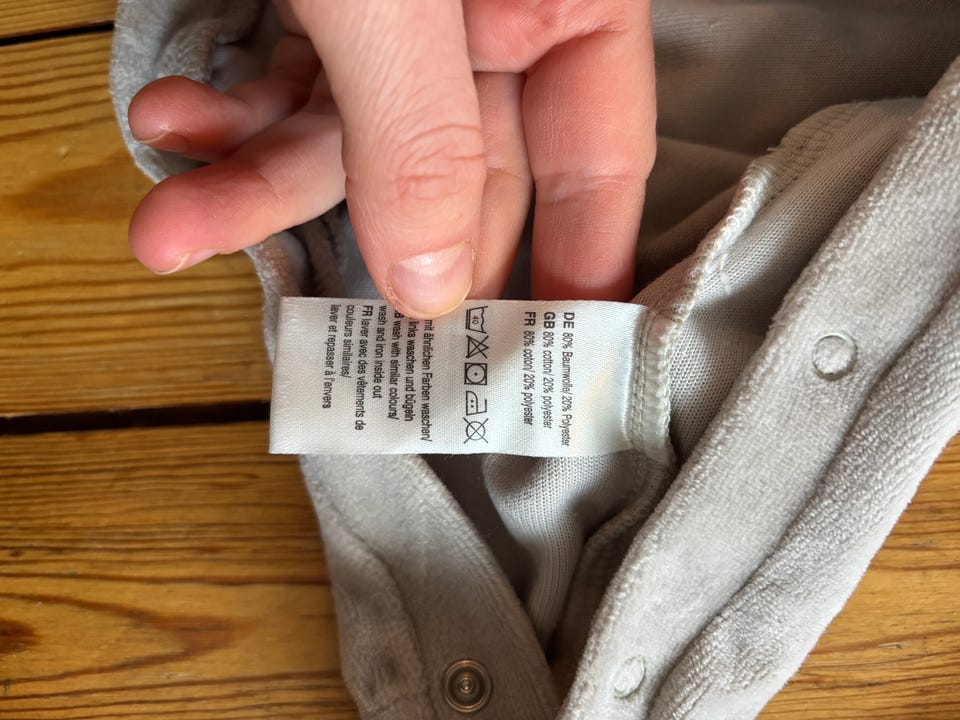 DE 80% Baumwolle/ 20% Polyester
GB 80% cotton/ 20% polyester
FR 80% coton/ 20% polyester
40
mit ähnlichen Farben waschen/
links waschen und bügeln
wash with similar colours/
wash and iron inside out
FR laver avec des vêtements de
couleurs similaires/
laver et repasser à l'envers